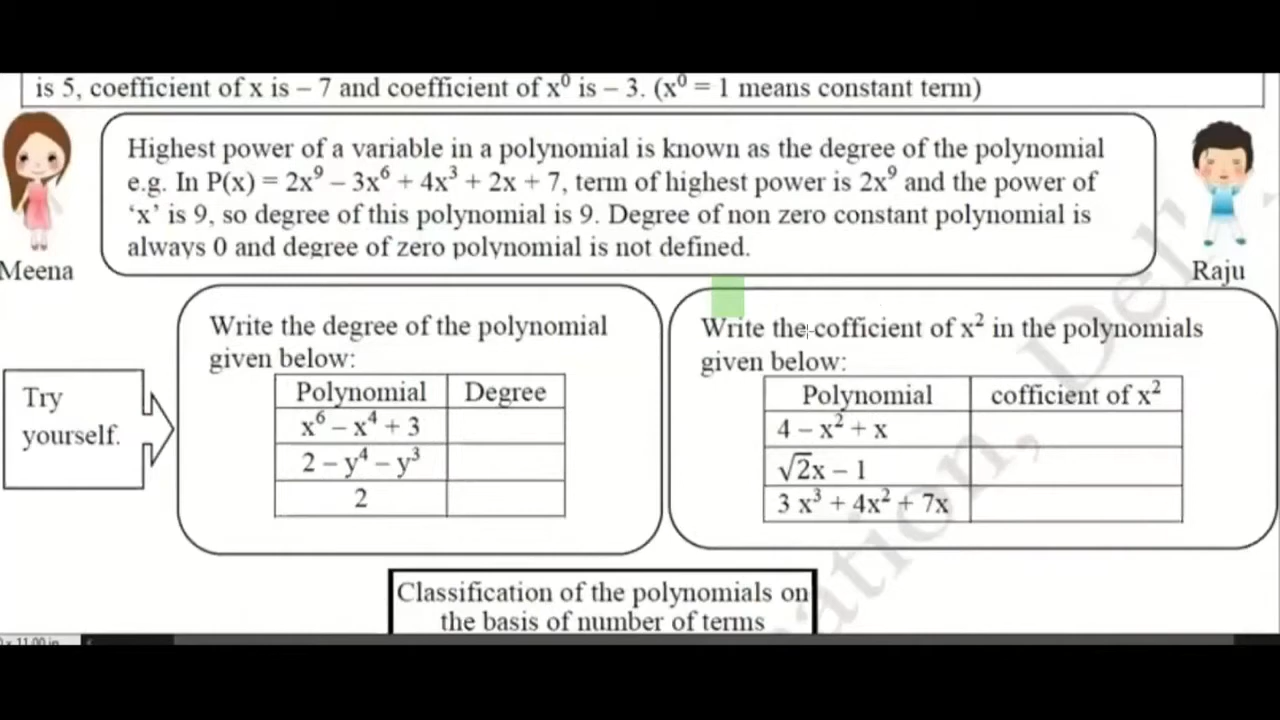 is 5, coefficient of x is – 7 and coefficient of x⁰ is – 3. (x⁰ = 1 means constant term)
Highest power of a variable in a polynomial is known as the degree of the polynomial
e.g. In P(x) = 2x⁹ – 3x⁶ + 4x³ + 2x + 7, term of highest power is 2x⁹ and the power of
‘x’ is 9, so degree of this polynomial is 9. Degree of non zero constant polynomial is
always 0 and degree of zero polynomial is not defined.
Meena
Raju
Try
yourself.
Write the degree of the polynomial
given below:
Polynomial Degree
x⁶ – x⁴ + 3
2 – y⁴ – y³
2
Write the cofficient of x² in the polynomials
given below:
Polynomial cofficient of x²
4 – x² + x
√2x – 1
3 x³ + 4x² + 7x
Classification of the polynomials on
the basis of number of terms